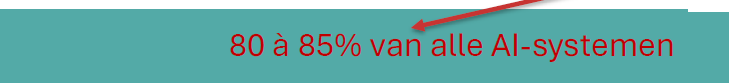 80 à 85% van alle AI-systemen